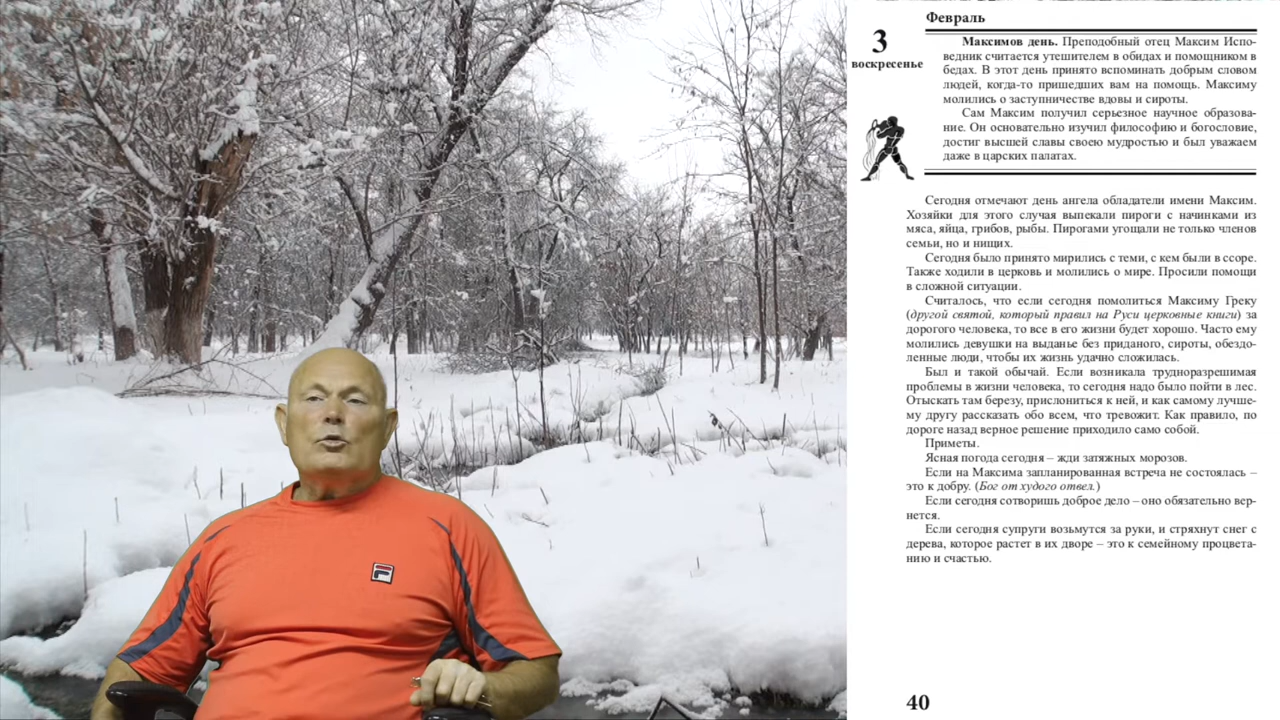 Февраль
3
воскресенье
Максимов день. Преподобный отец Максим Испо-
ведник считается утешителем в обидах и помощником в
бедах. В этот день принято вспоминать добрым словом
людей, когда-то пришедших вам на помощь. Максиму
молились о заступничестве вдовы и сироты.
Сам Максим получил серьезное научное образова-
ние. Он основательно изучил философию и богословие,
достиг высшей славы своею мудростью и был уважаем
даже в царских палатах.
Сегодня отмечают день ангела обладатели имени Максим.
Хозяйки для этого случая выпекали пироги с начинками из
мяса, яйца, грибов, рыбы. Пирогами угощали не только членов
семьи, но и нищих.
Сегодня было принято мирились с теми, с кем были в ссоре.
Также ходили в церковь и молились о мире. Просили помощи
в сложной ситуации.
Считалось, что если сегодня помолиться Максиму Греку
(другой святой, который правил на Руси церковные книги) за
дорогого человека, то все в его жизни будет хорошо. Часто ему
молились девушки на выданье без приданого, сироты, обездо-
ленные люди, чтобы их жизнь удачно сложилась.
Был и такой обычай. Если возникала трудноразрешимая
проблемы в жизни человека, то сегодня надо было пойти в лес.
Отыскать там березу, прислониться к ней, и как самому лучше-
му другу рассказать обо всем, что тревожит. Как правило, по
дороге назад верное решение приходило само собой.
Приметы.
Ясная погода сегодня – жди затяжных морозов.
Если на Максима запланированная встреча не состоялась –
это к добру. (Бог от худого отвел.)
Если сегодня сотворишь доброе дело – оно обязательно вер-
нется.
Если сегодня супруги возьмутся за руки, и стряхнут снег с
дерева, которое растет в их дворе – это к семейному процвета-
нию и счастью.
40
FILA